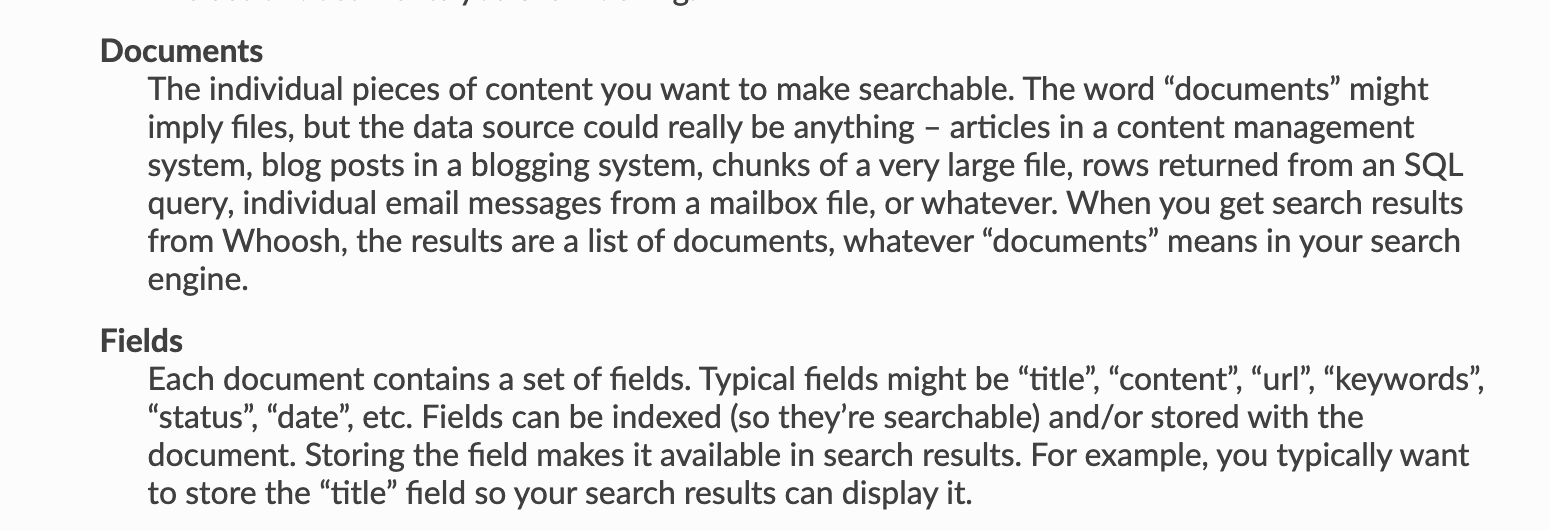 Documents
The individual pieces of content you want to make searchable. The word “documents” might
imply files, but the data source could really be anything – articles in a content management
system, blog posts in a blogging system, chunks of a very large file, rows returned from an SQL
query, individual email messages from a mailbox file, or whatever. When you get search results
from Whoosh, the results are a list of documents, whatever “documents” means in your search
engine.
Fields
Each document contains a set of fields. Typical fields might be “title”, “content”, “url”, “keywords”,
“status”, “date”, etc. Fields can be indexed (so they’re searchable) and/or stored with the
document. Storing the field makes it available in search results. For example, you typically want
to store the “title” field so your search results can display it.